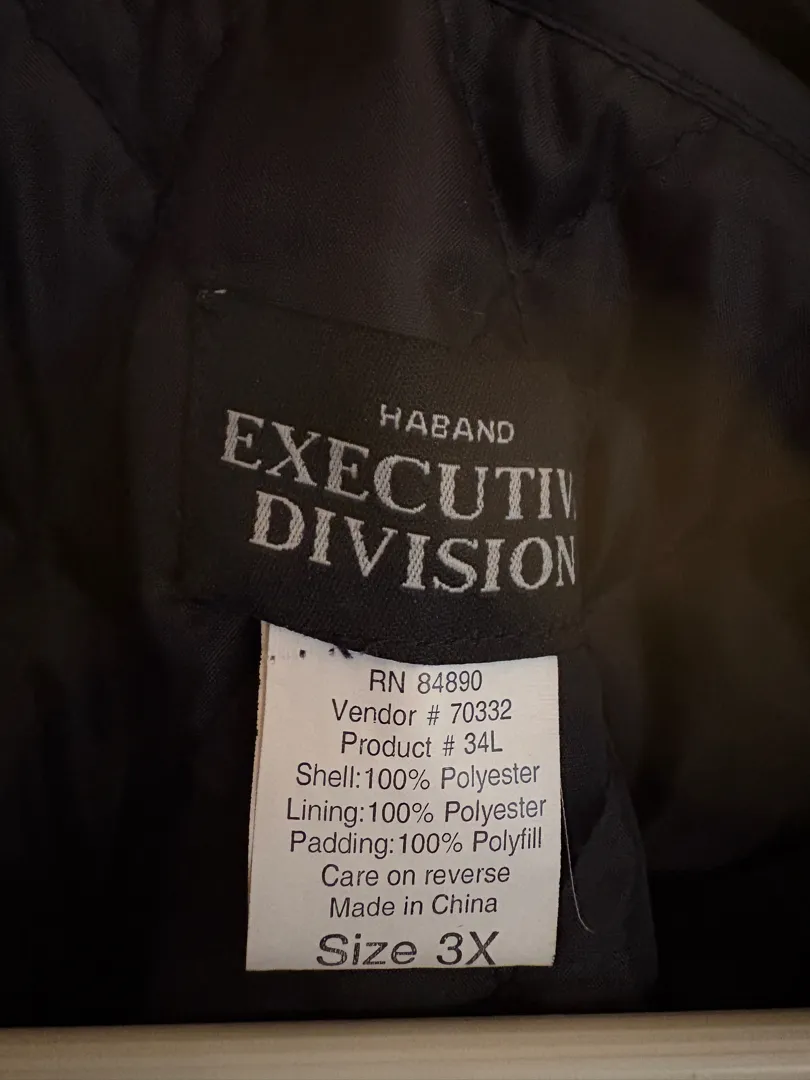 HABAND
EXECUTIV
DIVISION
RN 84890
Vendor # 70332
Product # 34L
Shell:100% Polyester
Lining:100% Polyester
Padding:100% Polyfill
Care on reverse
Made in China
Size 3X